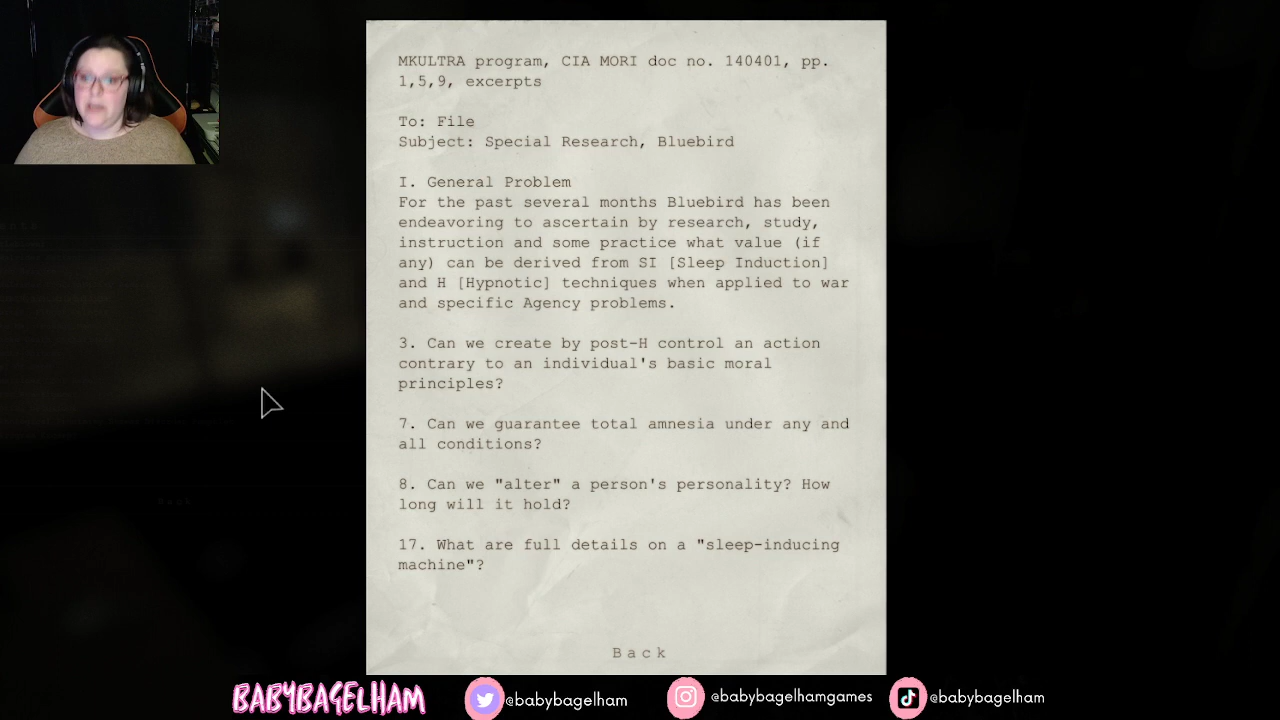 MKULTRA program, CIA MORI doc no. 140401, pp.
1,5,9, excerpts
To: File
Subject: Special Research, Bluebird
I. General Problem
For the past several months Bluebird has been
endeavoring to ascertain by research, study,
instruction and some practice what value (if
any) can be derived from SI [Sleep Induction]
and H [Hypnotic] techniques when applied to war
and specific Agency problems.
3. Can we create by post-H control an action
contrary to an individual's basic moral
principles?
7. Can we guarantee total amnesia under any and
all conditions?
8. Can we "alter" a person's personality? How
long will it hold?
17. What are full details on a "sleep-inducing
machine"?
Back
BABYBAGELHAM
@babybagelham
@babybagelhamgames
@babybagelham